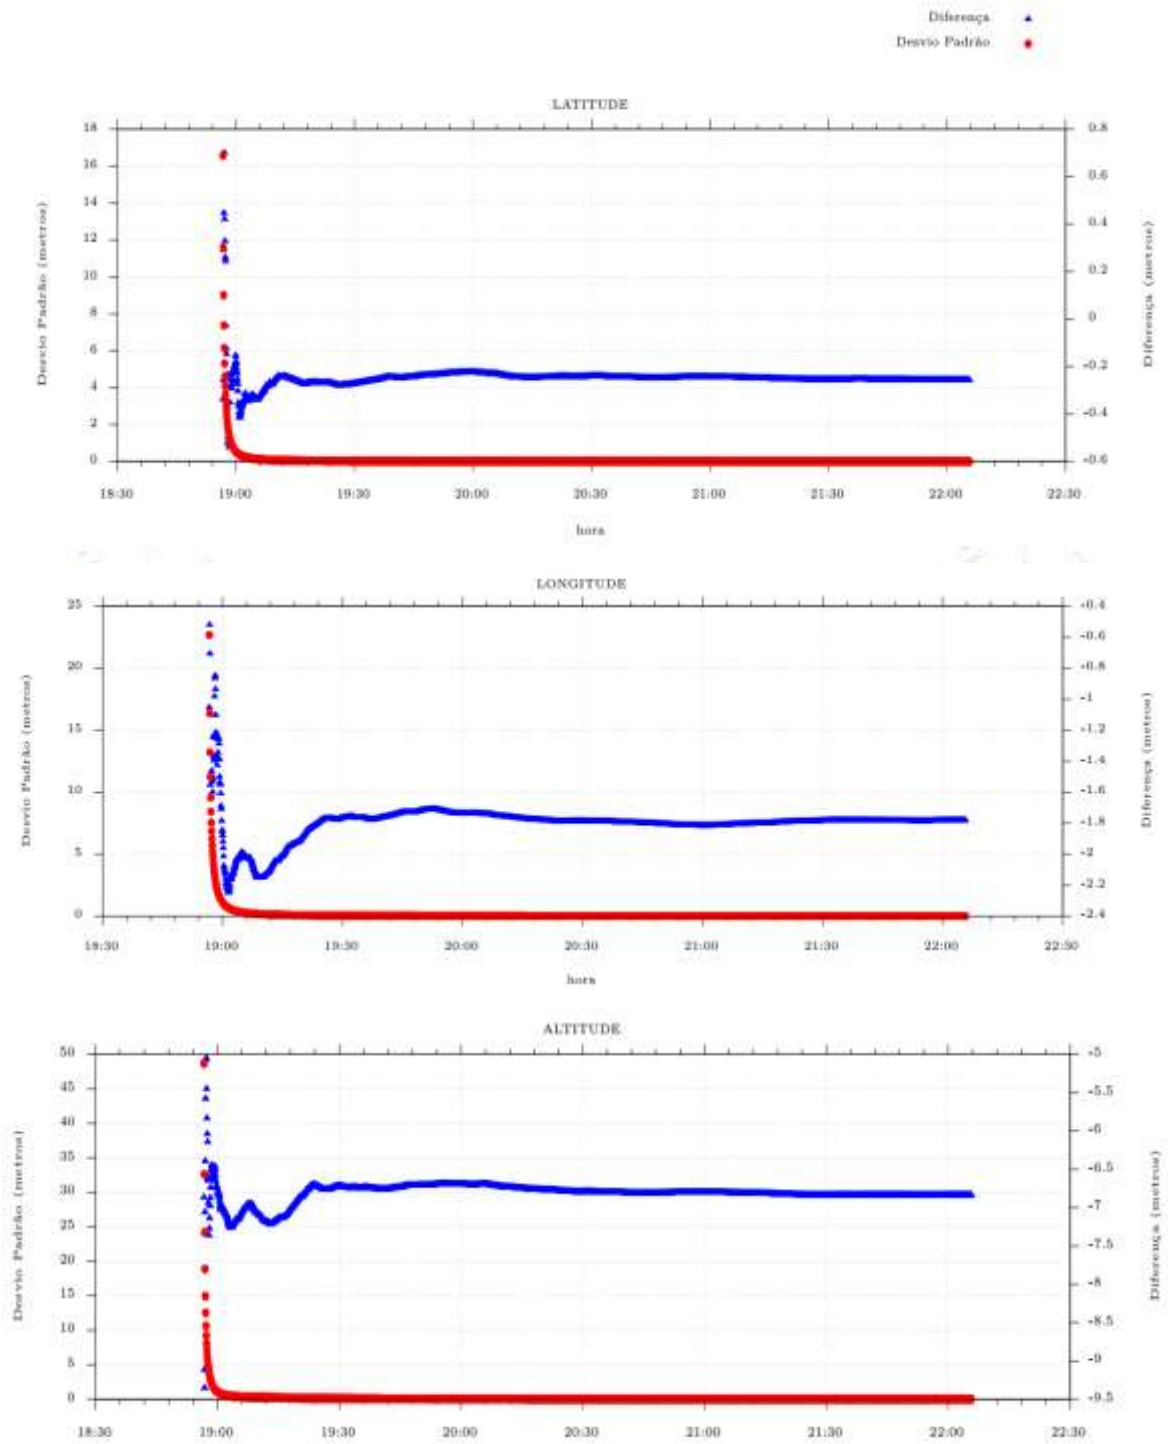 Diferença
Desvio Padrão
LATITUDE
18 16 14 12 10 8 6 4 2 0
Desvio Padrão (metros)
0.8 0.6 0.4 0.2 0 -0.2 -0.4 -0.6
Diferença (metros)
18:30 19:00 19:30 20:00 20:30 21:00 21:30 22:00 22:30
hora
LONGITUDE
25 20 15 10 5 0
Desvio Padrão (metros)
-0.4 -0.6 -0.8 -1 -1.2 -1.4 -1.6 -1.8 -2 -2.2 -2.4
Diferença (metros)
18:30 19:00 19:30 20:00 20:30 21:00 21:30 22:00 22:30
hora
ALTITUDE
50 45 40 35 30 25 20 15 10 5 0
Desvio Padrão (metros)
-5 -5.5 -6 -6.5 -7 -7.5 -8 -8.5 -9 -9.5
Diferença (metros)
18:30 19:00 19:30 20:00 20:30 21:00 21:30 22:00 22:30